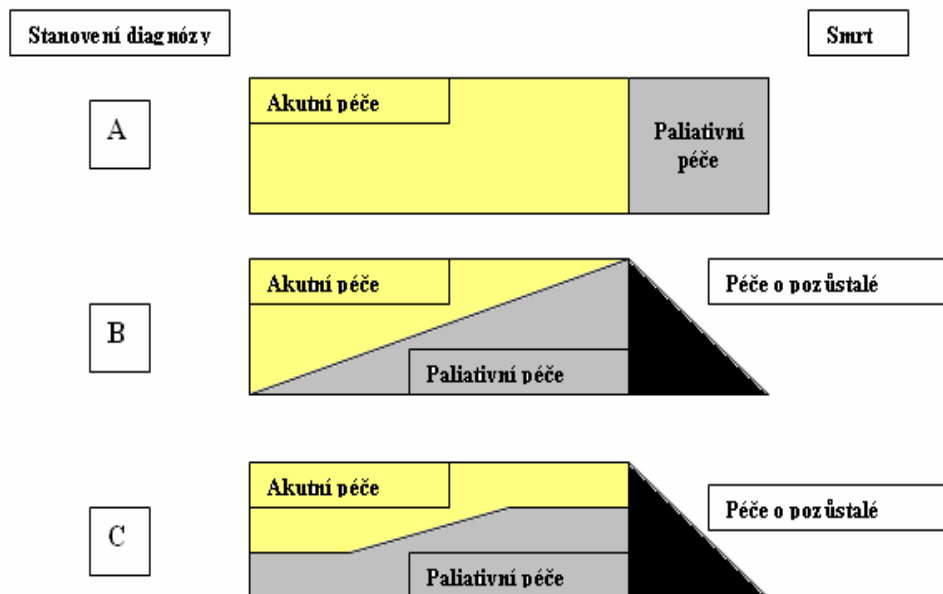 Stanovení diagnózy
Smrt
A
Akutní péče
Paliativní
péče
B
Akutní péče
Péče o pozůstalé
Paliativní péče
C
Akutní péče
Péče o pozůstalé
Paliativní péče